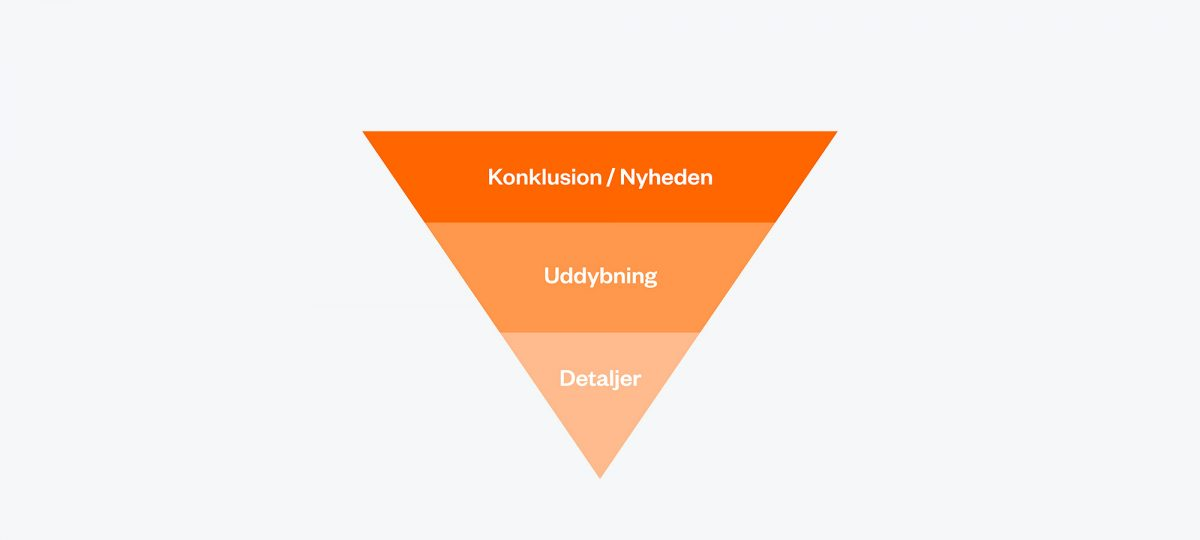 Konklusion / Nyheden
Uddybning
Detaljer